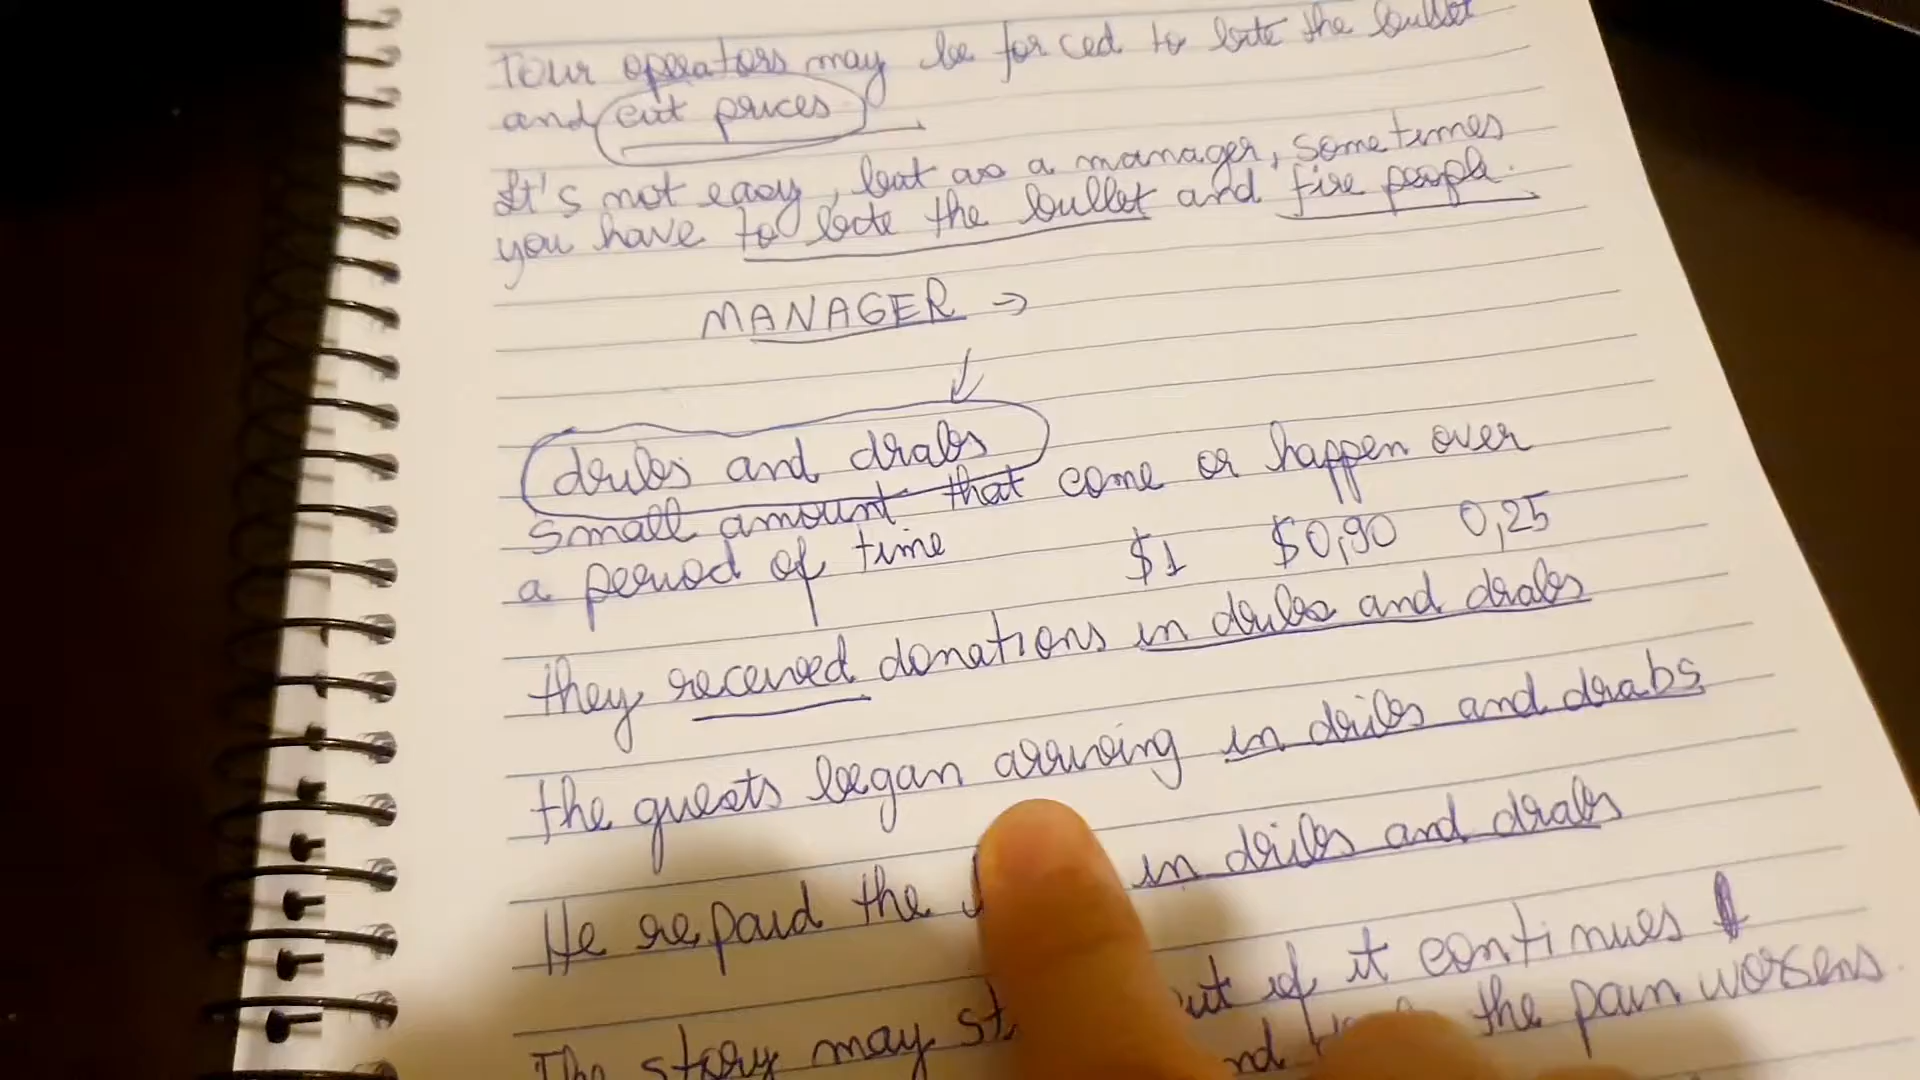 Tour operators may be forced to bite the bullet
and cut prices
It's not easy, but as a manager, sometimes
you have to bite the bullet and fire people.
MANAGER →
dribs and drabs
small amount that come or happen over
a period of time $1 $0,90 0,25
they received donations in dribs and drabs
the guests began arriving in dribs and drabs
He repaid the in dribs and drabs
The story may if it continues
the pain worsens